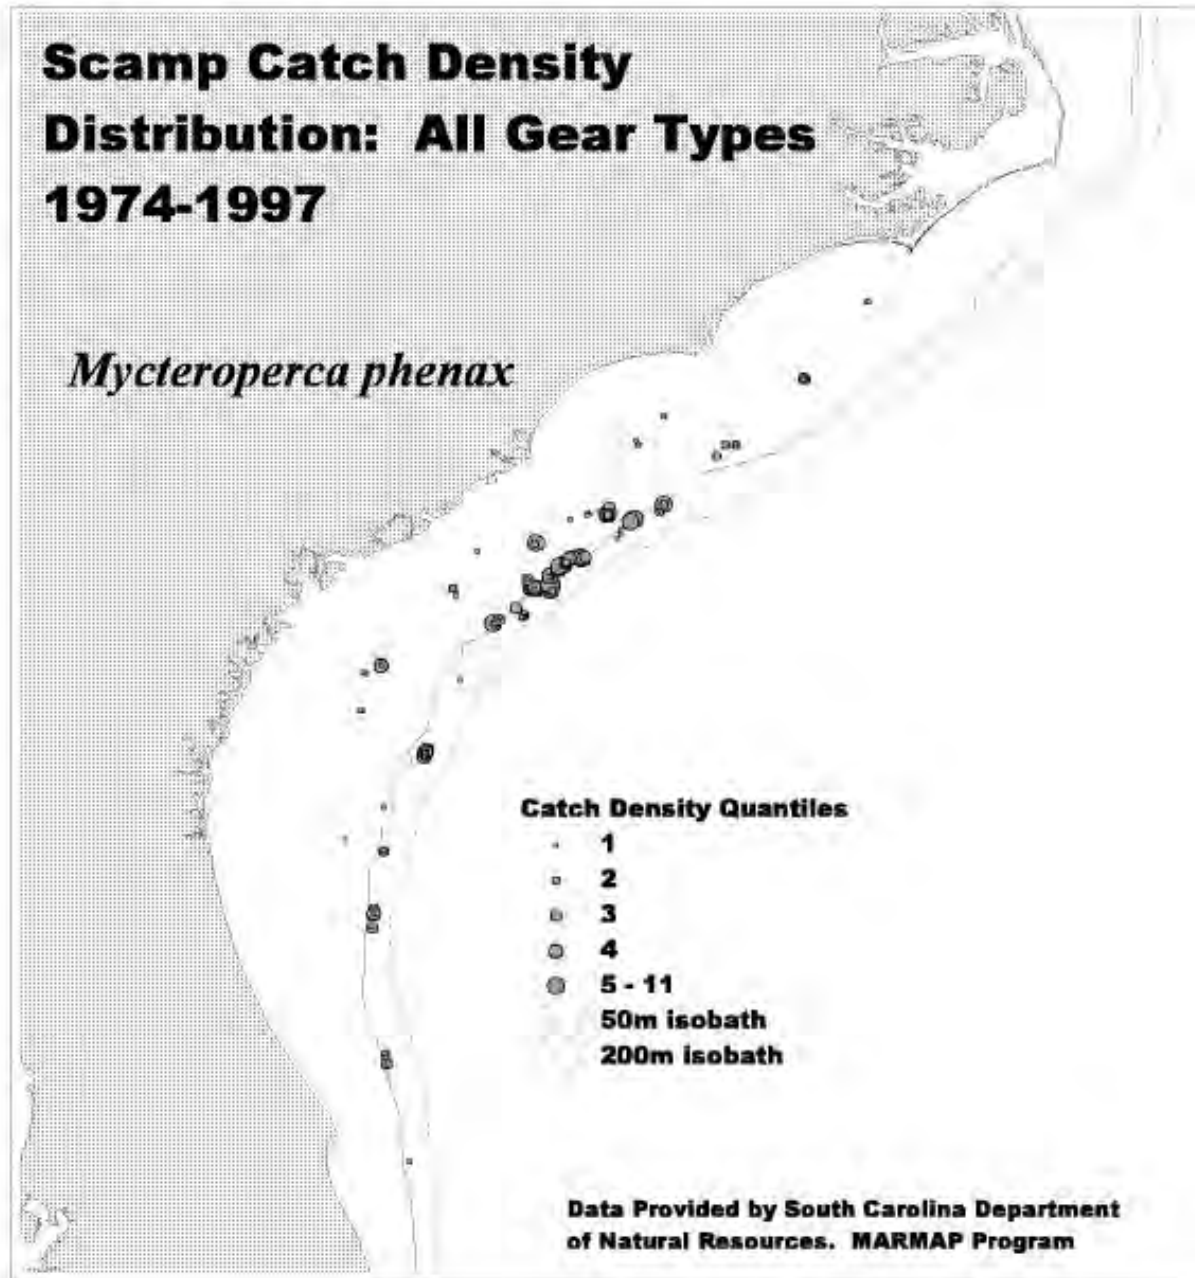 Scamp Catch Density
Distribution: All Gear Types
1974-1997
Mycteroperca phenax
Catch Density Quantiles
1
2
3
4
5 - 11
50m isobath
200m isobath
Data Provided by South Carolina Department
of Natural Resources. MARMAP Program